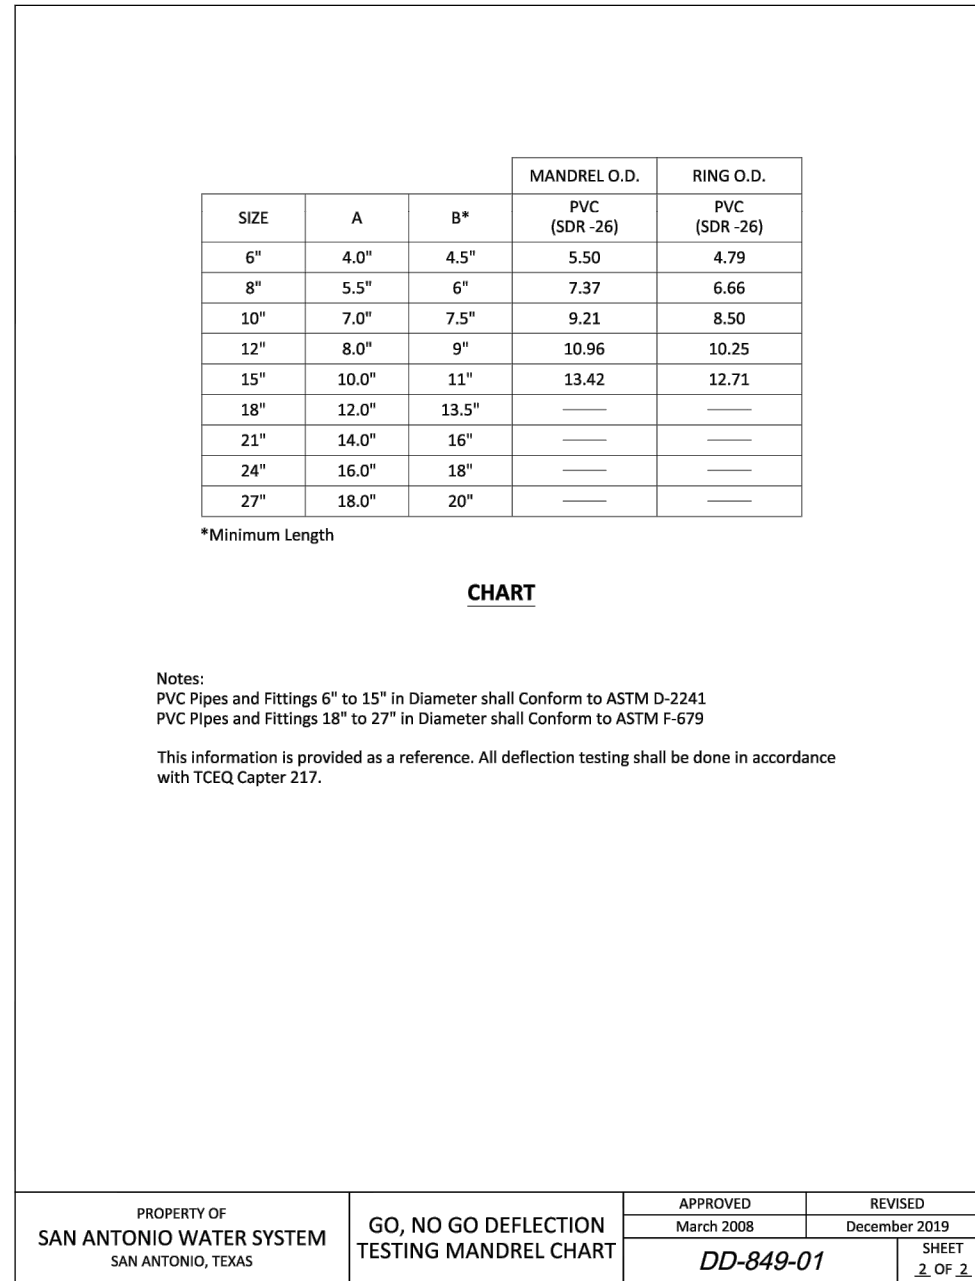 MANDREL O.D. RING O.D.
SIZE A B* PVC (SDR -26) PVC (SDR -26)
6" 4.0" 4.5" 5.50 4.79
8" 5.5" 6" 7.37 6.66
10" 7.0" 7.5" 9.21 8.50
12" 8.0" 9" 10.96 10.25
15" 10.0" 11" 13.42 12.71
18" 12.0" 13.5"
21" 14.0" 16"
24" 16.0" 18"
27" 18.0" 20"
*Minimum Length
CHART
Notes:
PVC Pipes and Fittings 6" to 15" in Diameter shall Conform to ASTM D-2241
PVC PIpes and Fittings 18" to 27" in Diameter shall Conform to ASTM F-679
This information is provided as a reference. All deflection testing shall be done in accordance
with TCEQ Capter 217.
PROPERTY OF
SAN ANTONIO WATER SYSTEM
SAN ANTONIO, TEXAS
GO, NO GO DEFLECTION
TESTING MANDREL CHART
APPROVED REVISED
March 2008 December 2019
DD-849-01
SHEET
2 OF 2